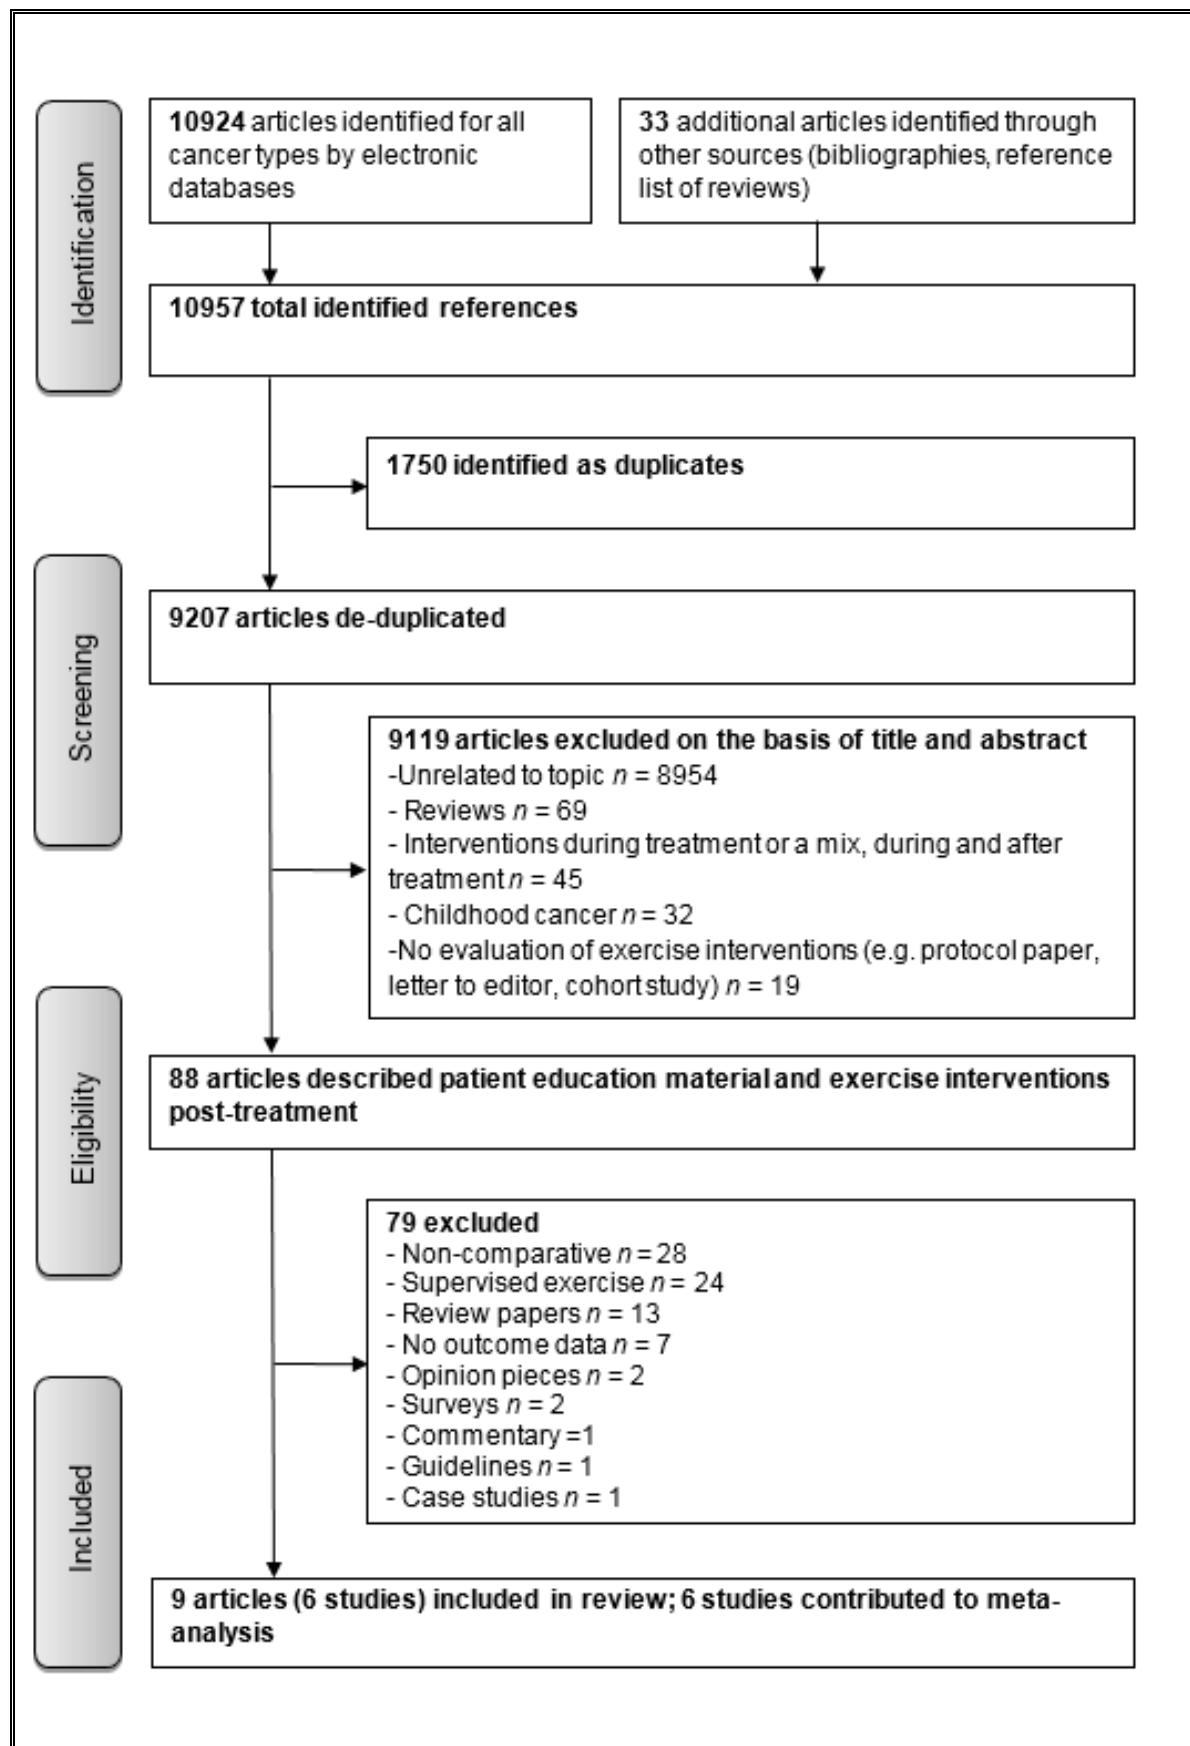 Identification
10924 articles identified for all
cancer types by electronic
databases
33 additional articles identified through
other sources (bibliographies, reference
list of reviews)
10957 total identified references
1750 identified as duplicates
Screening
9207 articles de-duplicated
9119 articles excluded on the basis of title and abstract
-Unrelated to topic n = 8954
- Reviews n = 69
- Interventions during treatment or a mix, during and after
treatment n = 45
- Childhood cancer n = 32
-No evaluation of exercise interventions (e.g. protocol paper,
letter to editor, cohort study) n = 19
Eligibility
88 articles described patient education material and exercise interventions
post-treatment
79 excluded
- Non-comparative n = 28
- Supervised exercise n = 24
- Review papers n = 13
- No outcome data n = 7
- Opinion pieces n = 2
- Surveys n = 2
- Commentary =1
- Guidelines n = 1
- Case studies n = 1
Included
9 articles (6 studies) included in review; 6 studies contributed to meta-
analysis